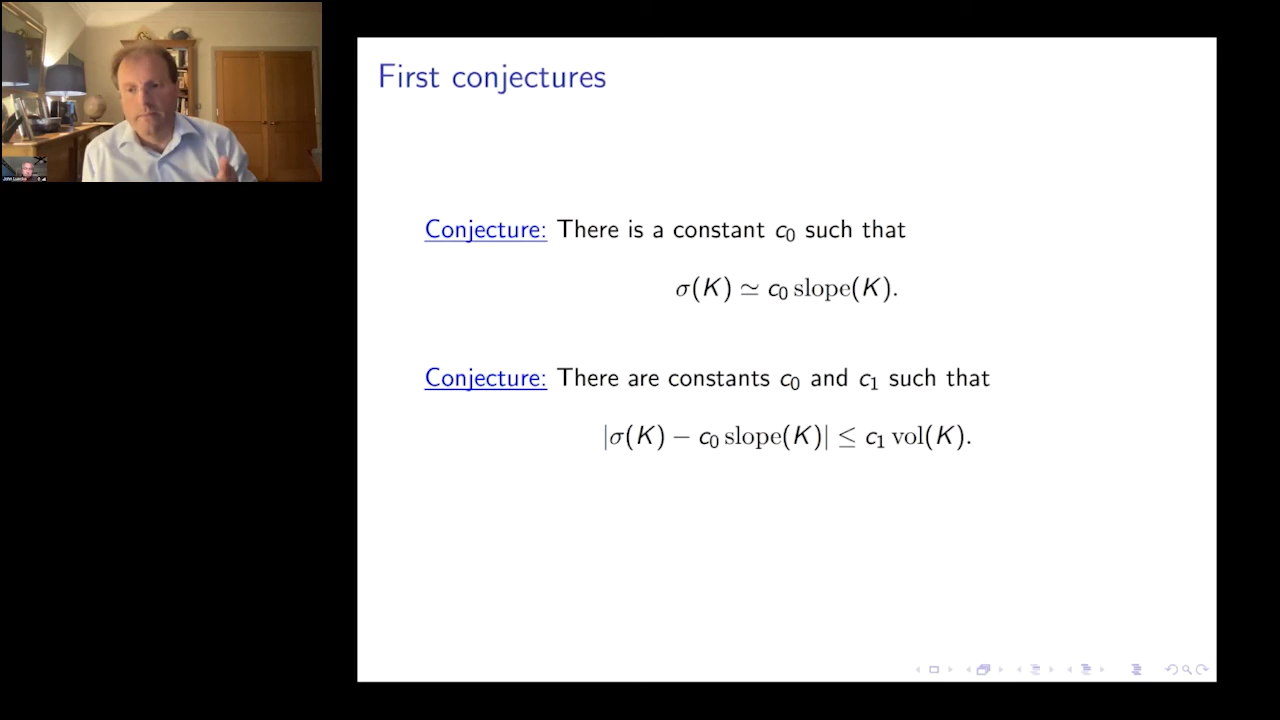 First conjectures
Conjecture: There is a constant c₀ such that
σ(K) ≃ c₀ slope(K).
Conjecture: There are constants c₀ and c₁ such that
|σ(K) − c₀ slope(K)| ≤ c₁ vol(K).